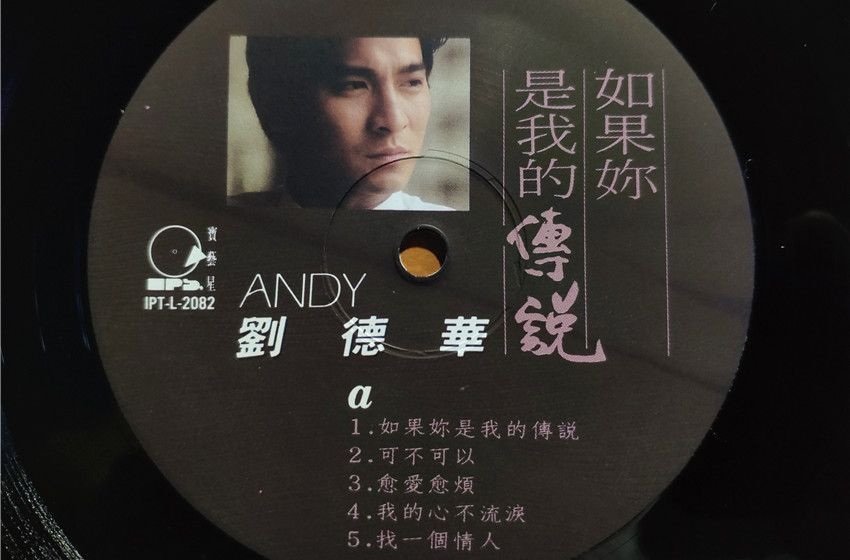 如果妳
是我的傳說
寶藝星
IPS.
IPT-L-2082
ANDY
劉德華
a
1.如果妳是我的傳説
2.可不可以
3.愈愛愈煩
4.我的心不流淚
5.找一個情人